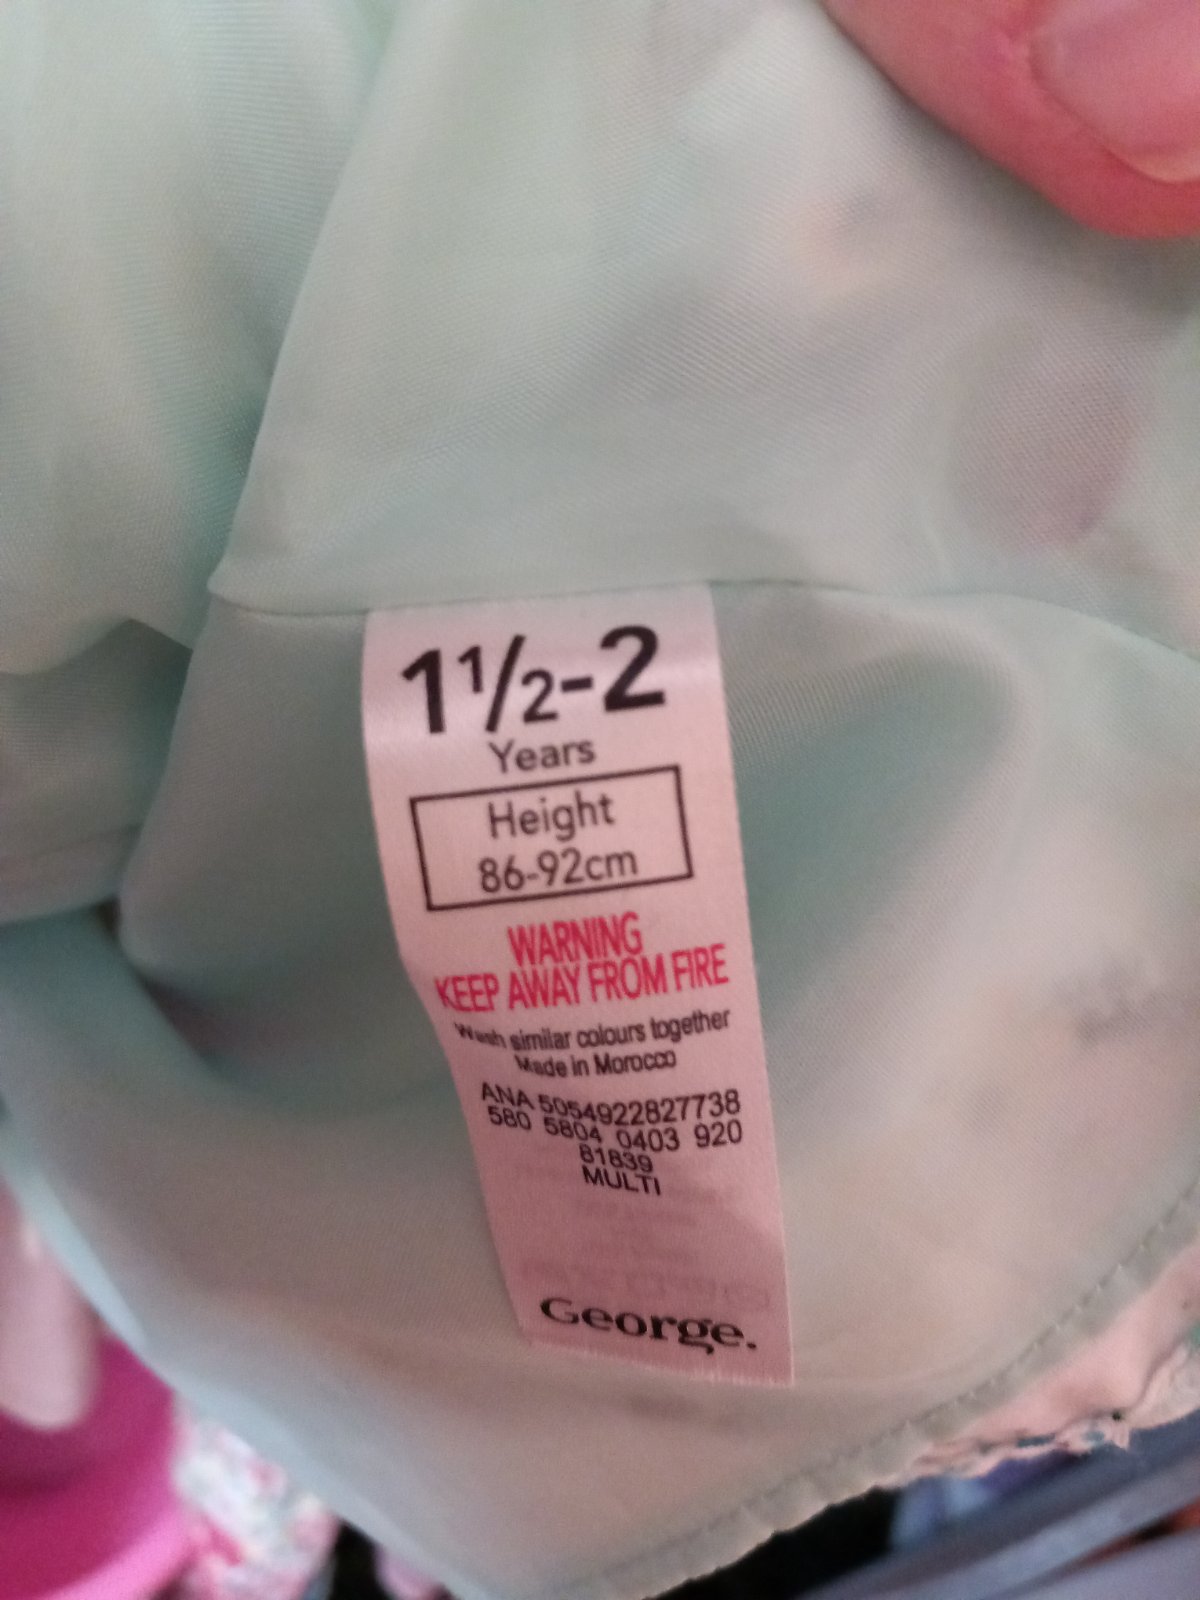 1½-2
Years
Height
86-92cm
WARNING
KEEP AWAY FROM FIRE
Wash similar colours together
Made in Morocco
ANA 5054922827738
580 5804 0403 920
81839
MULTI
George.